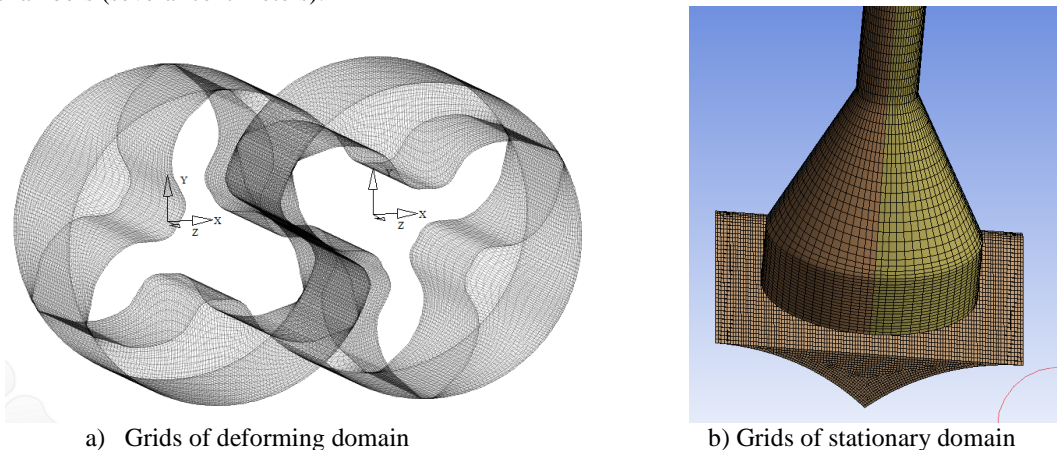 Y
X
Z
X
Z
a) Grids of deforming domain
b) Grids of stationary domain